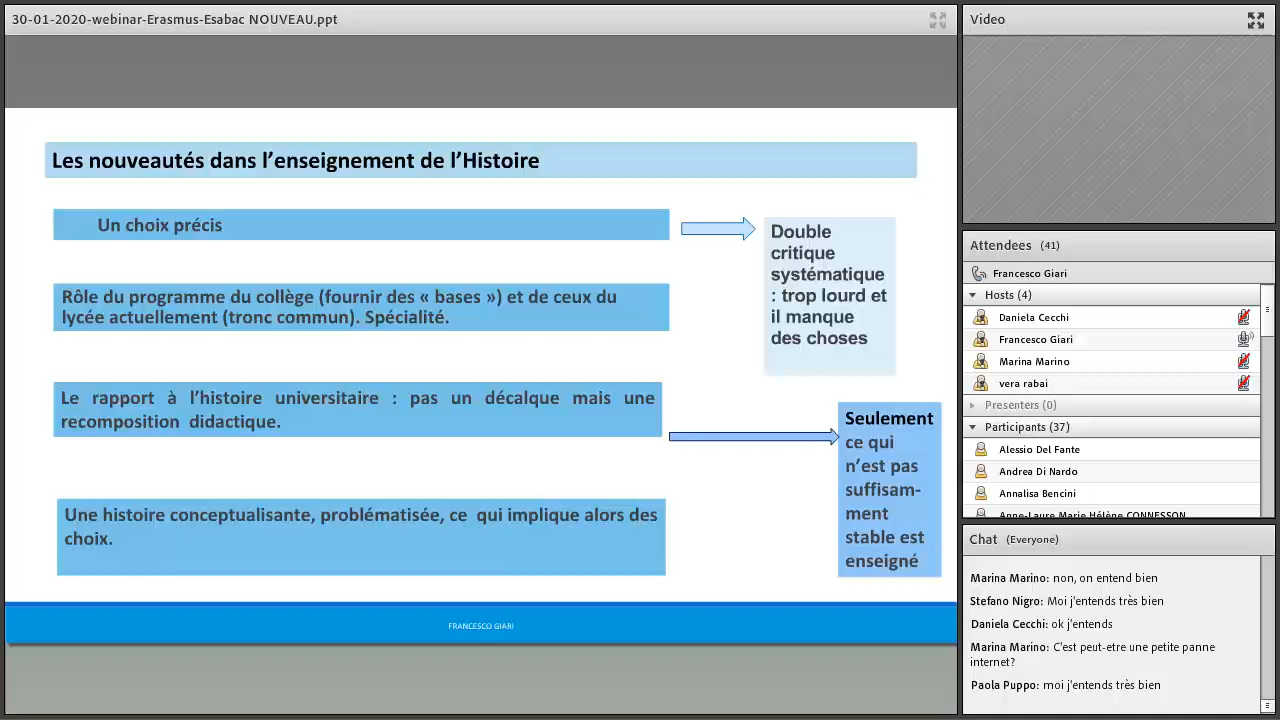 30-01-2020-webinar-Erasmus-Esabac NOUVEAU.ppt
Les nouveautés dans l’enseignement de l’Histoire
Un choix précis
Double
critique
systématique
: trop lourd et
il manque
des choses
Rôle du programme du collège (fournir des « bases ») et de ceux du
lycée actuellement (tronc commun). Spécialité.
Le rapport à l’histoire universitaire : pas un décalque mais une
recomposition didactique.
Seulement
ce qui
n’est pas
suffisam-
ment
stable est
enseigné
Une histoire conceptualisante, problématisée, ce qui implique alors des
choix.
FRANCESCO GIARI
Video
Attendees (41)
Francesco Giari
Hosts (4)
Daniela Cecchi
Francesco Giari
Marina Marino
vera rabai
Presenters (0)
Participants (37)
Alessio Del Fante
Andrea Di Nardo
Annalisa Bencini
Anne-Laure Marie Hélène CONNESSON
Chat (Everyone)
Marina Marino: non, on entend bien
Stefano Nigro: Moi j'entends très bien
Daniela Cecchi: ok j'entends
Marina Marino: C'est peut-etre une petite panne
internet?
Paola Puppo: moi j'entends très bien